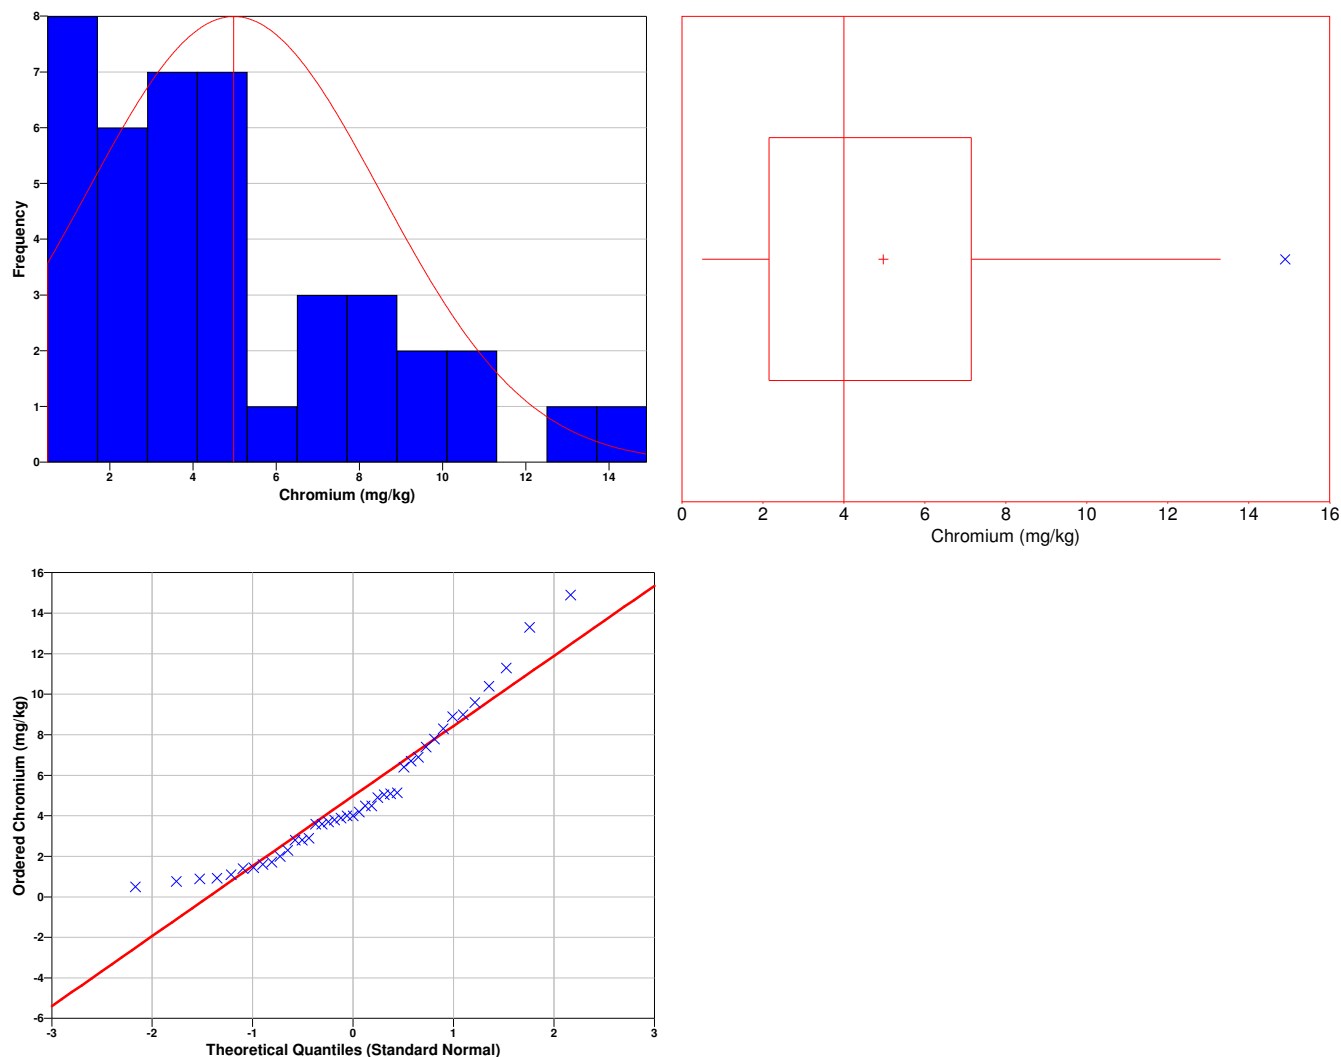 8
7
6
5
4
3
2
1
0
Frequency
2 4 6 8 10 12 14
Chromium (mg/kg)
0 2 4 6 8 10 12 14 16
Chromium (mg/kg)
16
14
12
10
8
6
4
2
0
-2
-4
-6
Ordered Chromium (mg/kg)
-3 -2 -1 0 1 2 3
Theoretical Quantiles (Standard Normal)